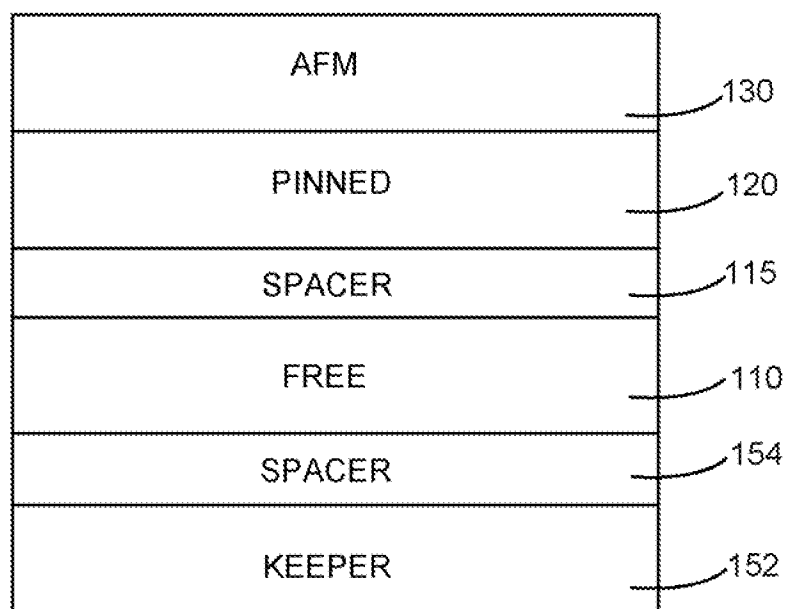 AFM
130
PINNED
120
SPACER
115
FREE
110
SPACER
154
KEEPER
152